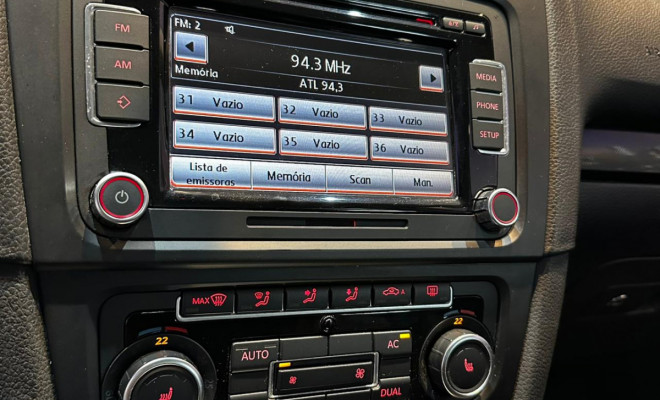 FM: 2
FM
94.3 MHz
MEDIA
AM
Memória
ATL 94,3
PHONE
31 Vazio
32 Vazio
33 Vazio
SETUP
34 Vazio
35 Vazio
36 Vazio
Lista de
emissoras
Memória
Scan
Man.
MAX
A
22
22
AUTO
AC
DUAL